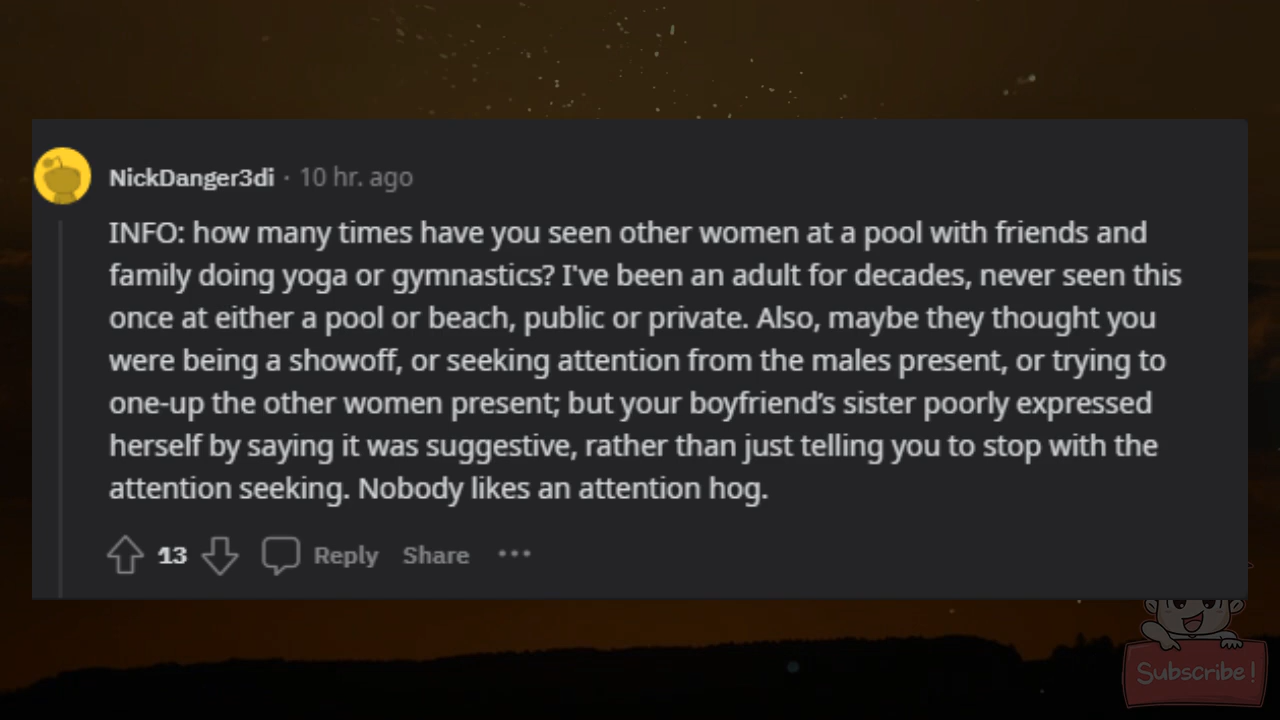 NickDanger3di · 10 hr. ago
INFO: how many times have you seen other women at a pool with friends and
family doing yoga or gymnastics? I've been an adult for decades, never seen this
once at either a pool or beach, public or private. Also, maybe they thought you
were being a showoff, or seeking attention from the males present, or trying to
one-up the other women present; but your boyfriend’s sister poorly expressed
herself by saying it was suggestive, rather than just telling you to stop with the
attention seeking. Nobody likes an attention hog.
13 Reply Share ···
Subscribe!